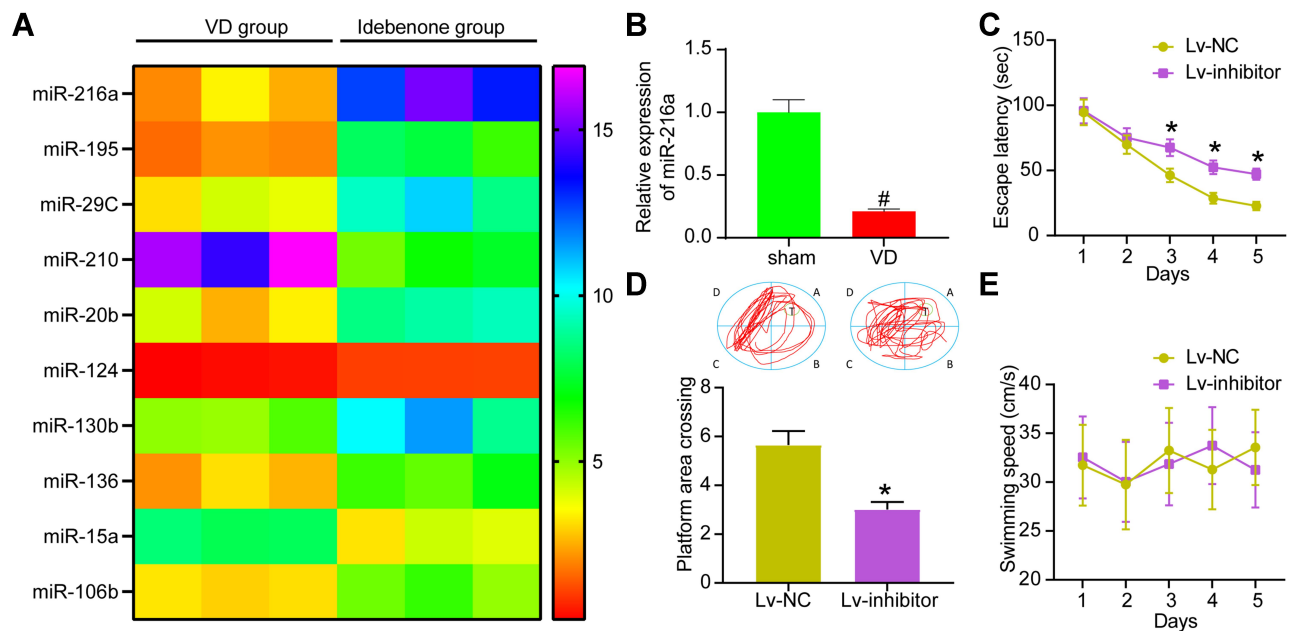 A
VD group
Idebenone group
miR-216a
miR-195
miR-29C
miR-210
miR-20b
miR-124
miR-130b
miR-136
miR-15a
miR-106b
15
10
5
B
Relative expression
of miR-216a
1.5
1.0
0.5
0.0
#
sham
VD
C
Escape latency (sec)
150
100
50
0
Lv-NC
Lv-inhibitor
*
*
*
1 2 3 4 5
Days
D
D A
T
C B
D A
T
C B
Platform area crossing
8
6
4
2
0
*
Lv-NC
Lv-inhibitor
E
Swimming speed (cm/s)
Lv-NC
Lv-inhibitor
40
35
30
25
20
1 2 3 4 5
Days